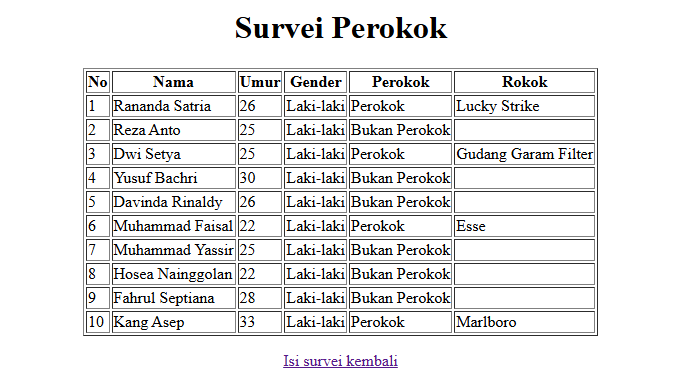 Survei Perokok
No Nama Umur Gender Perokok Rokok
1 Rananda Satria 26 Laki-laki Perokok Lucky Strike
2 Reza Anto 25 Laki-laki Bukan Perokok
3 Dwi Setya 25 Laki-laki Perokok Gudang Garam Filter
4 Yusuf Bachri 30 Laki-laki Bukan Perokok
5 Davinda Rinaldy 26 Laki-laki Bukan Perokok
6 Muhammad Faisal 22 Laki-laki Perokok Esse
7 Muhammad Yassir 25 Laki-laki Bukan Perokok
8 Hosea Nainggolan 22 Laki-laki Bukan Perokok
9 Fahrul Septiana 28 Laki-laki Bukan Perokok
10 Kang Asep 33 Laki-laki Perokok Marlboro
Isi survei kembali